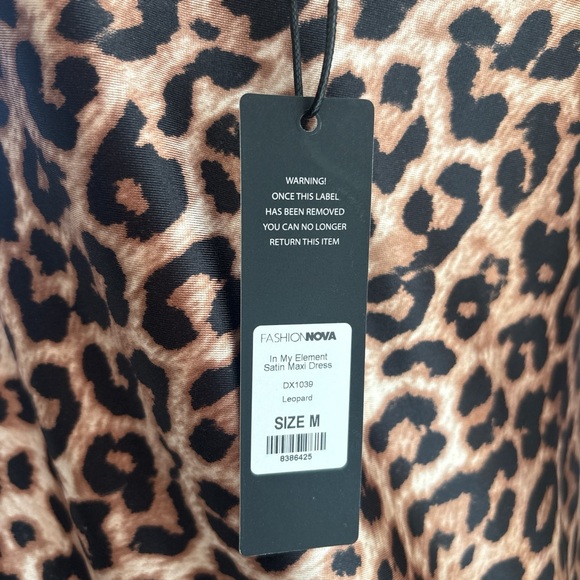 WARNING!
ONCE THIS LABEL
HAS BEEN REMOVED
YOU CAN NO LONGER
RETURN THIS ITEM
FASHIONNOVA
In My Element
Satin Maxi Dress
DX1039
Leopard
SIZE M
8386425